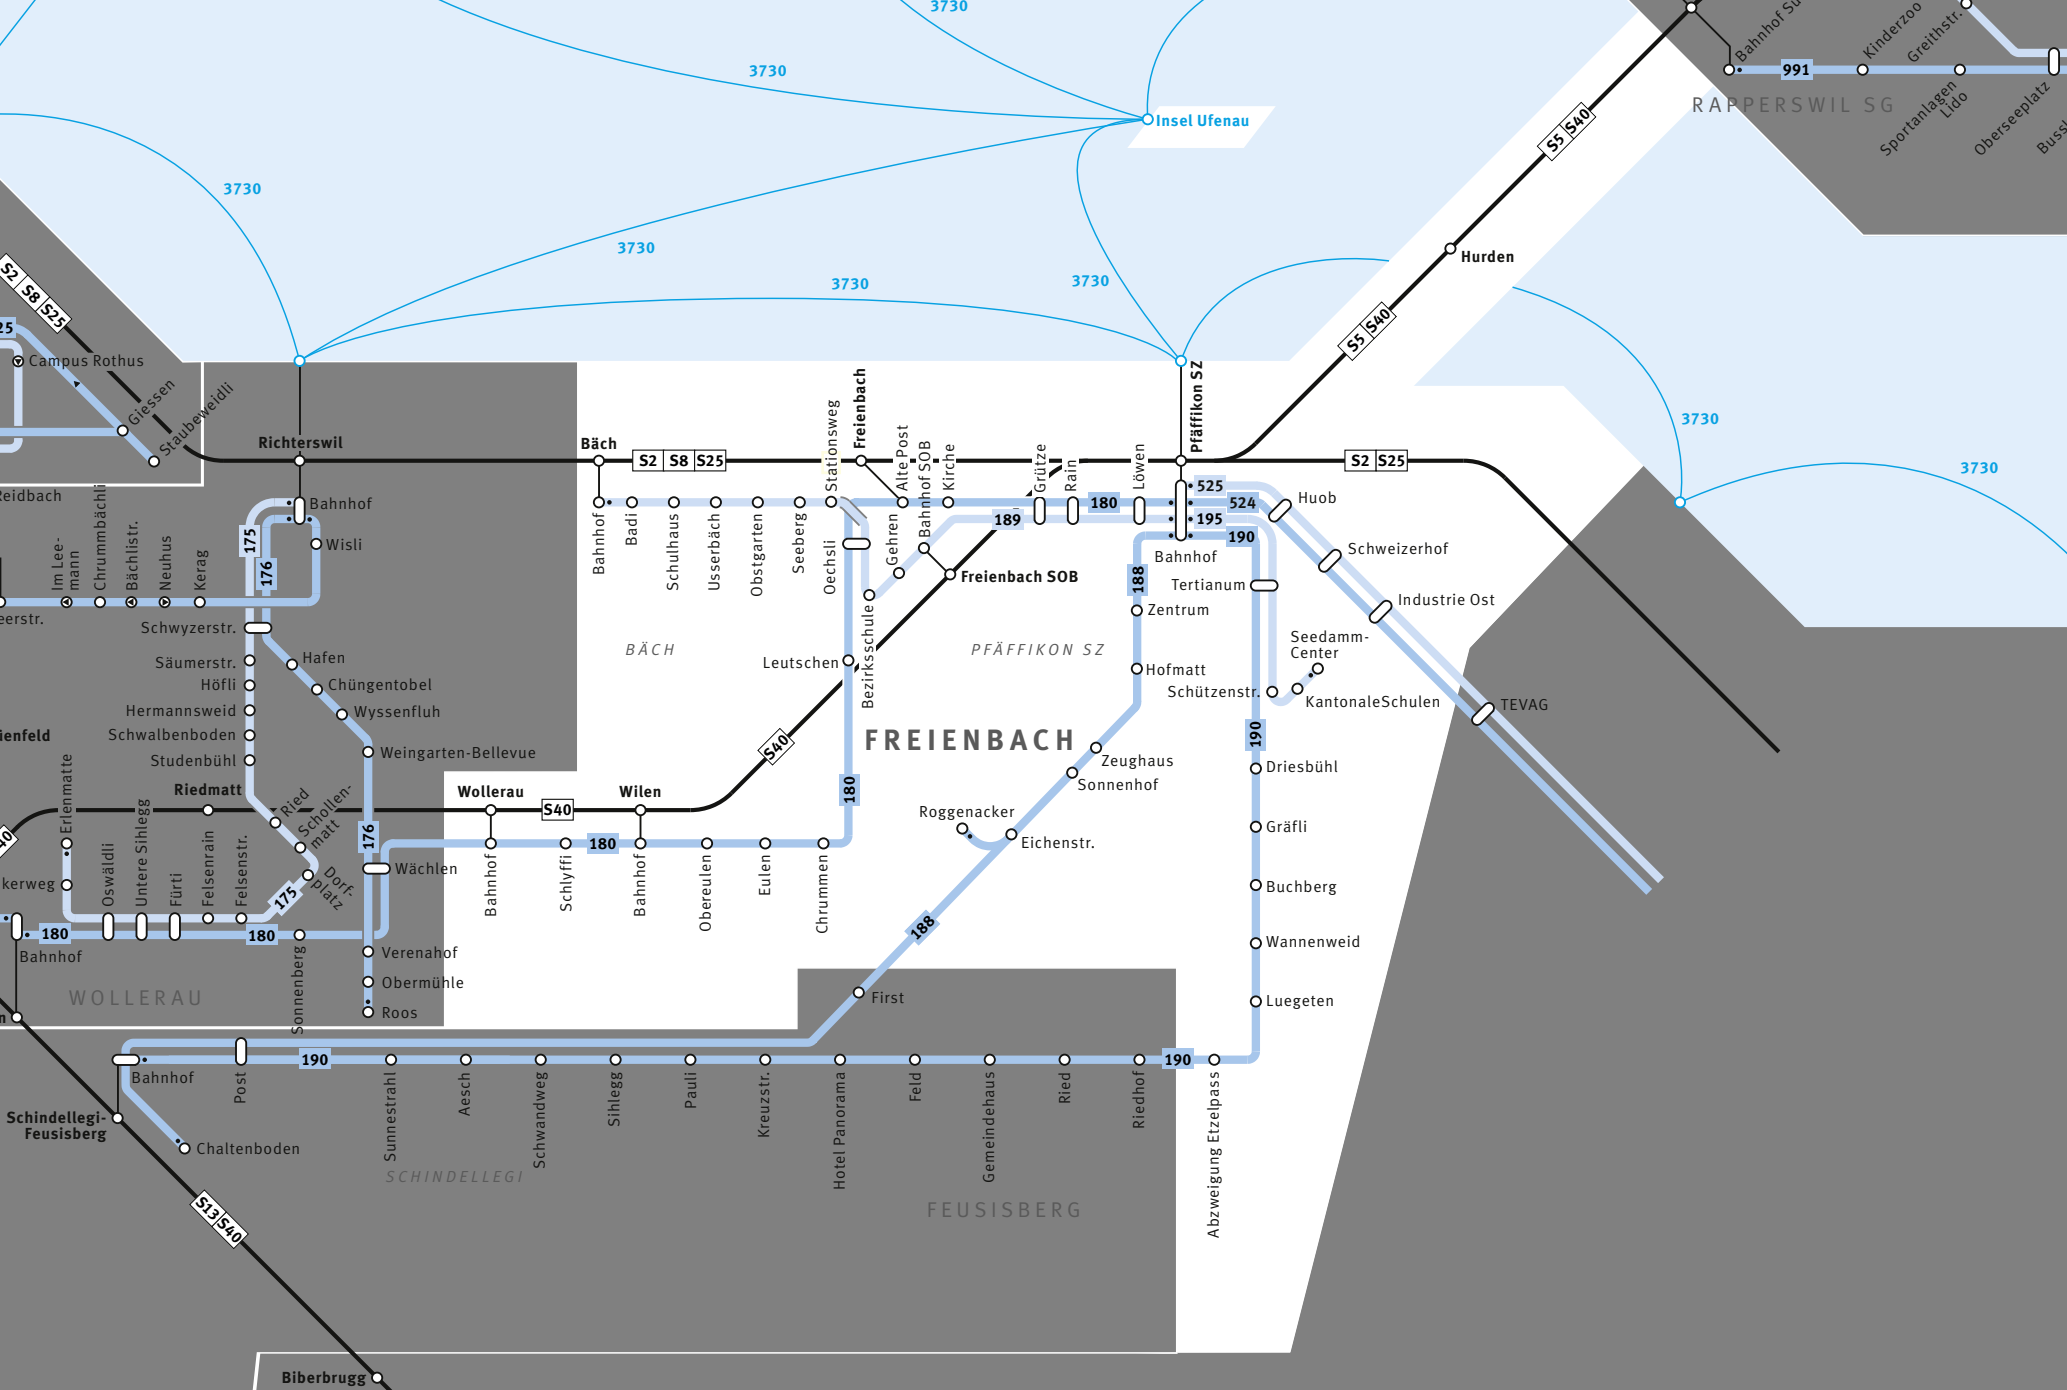 3730
Bahnhof
Kinderzoo
Greithstr.
3730
991
RAPPERSWIL SG
Sportanlagen
Lido
Oberseeplatz
S5 S40
Insel Ufenau
3730
3730
Hurden
3730
3730
3730
S2 S8 S25
S5 S40
25
Campus Rothus
Giessen
Staubeweidli
3730
3730
Richterswil
Bäch
S2 S8 S25
Stationsweg
Freienbach
Alte Post
Bahnhof SOB
Kirche
Grütze
Rain
Löwen
Pfäffikon SZ
S2 S25
Bahnhof
175
176
Wisli
Im Lee-
mann
Chrummbächli
Bächlistr.
Neuhus
Kerag
Bahnhof
Badi
Schulhaus
Usserbäch
Obstgarten
Seeberg
Oechsli
Gehren
189
180
525
524
195
190
Huob
Bahnhof
Schweizerhof
Freienbach SOB
188
Tertianum
Industrie Ost
Zentrum
Schwyzerstr.
Bezirksschule
Seedamm-
Center
BÄCH
PFÄFFIKON SZ
Säumerstr.
Hafen
Leutschen
Hofmatt
Höfli
Chüngentobel
Schützenstr.
KantonaleSchulen
Hermannsweid
Wyssenfluh
TEVAG
Schwalbenboden
S40
FREIENBACH
190
Studenbühl
Weingarten-Bellevue
Zeughaus
Driesbühl
Sonnenhof
Riedmatt
Wollerau
S40
Wilen
180
Erlenmatte
Ried
Schollen-
matt
Roggenacker
Eichenstr.
Gräfli
176
180
Oswäldli
Untere Sihlegg
Fürti
Felsenrain
Felsenstr.
Dorf-
platz
Wächlen
Bahnhof
Schlyffi
Bahnhof
Obereulen
Eulen
Chrummen
175
188
Buchberg
180
180
Bahnhof
Sonnenberg
Verenahof
Wannenweid
Obermühle
WOLLERAU
Roos
First
Luegeten
Bahnhof
Post
190
Sunnestrahl
Aesch
Schwandweg
Sihlegg
Pauli
Kreuzstr.
Hotel Panorama
Feld
Gemeindehaus
Ried
Riedhof
190
Abzweigung Etzelpass
Schindellegi-
Feusisberg
Chaltenboden
SCHINDELLEGI
FEUSISBERG
S13 S40
Biberbrugg